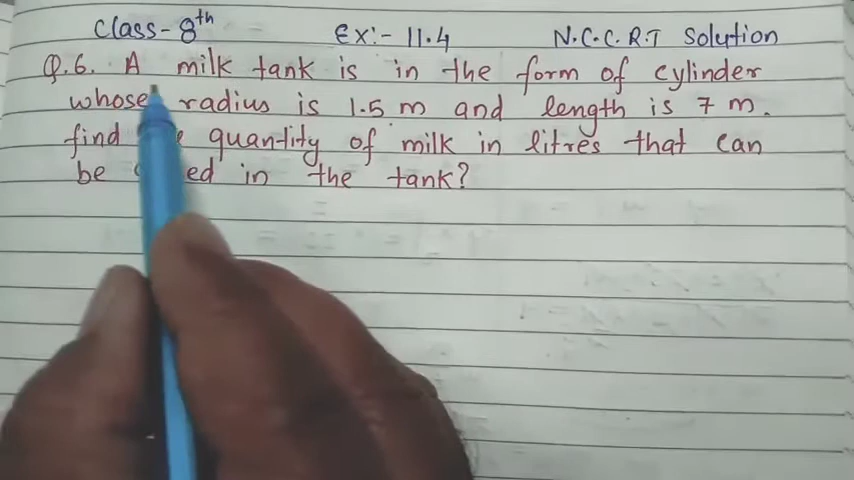 Class- 8th Ex:- 11.4 N.C.C.R.T Solution
Q.6. A milk tank is in the form of cylinder
whose radius is 1.5 m and length is 7 m.
find quantity of milk in litres that can
be in the tank?